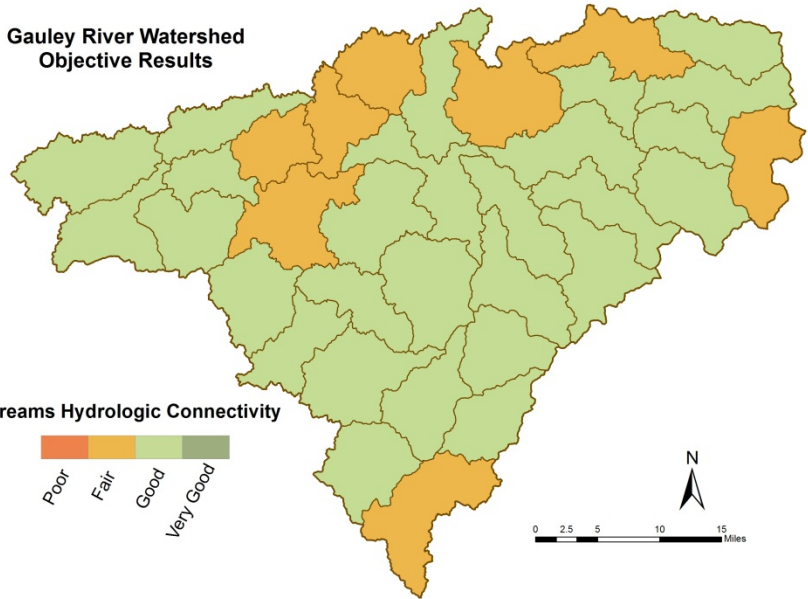 Gauley River Watershed
Objective Results
reams Hydrologic Connectivity
Poor
Fair
Good
Very Good
N
0 2.5 5 10 15
Miles